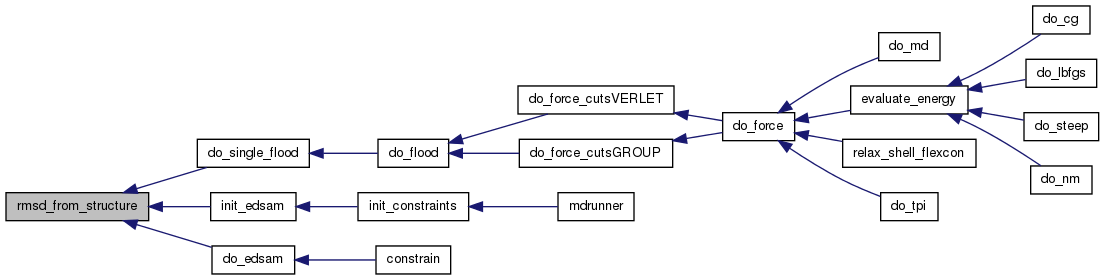 rmsd_from_structure
do_single_flood
do_flood
do_force_cutsVERLET
do_force_cutsGROUP
do_force
do_md
evaluate_energy
do_cg
do_lbfgs
do_steep
do_nm
relax_shell_flexcon
do_tpi
init_edsam
init_constraints
mdrunner
do_edsam
constrain